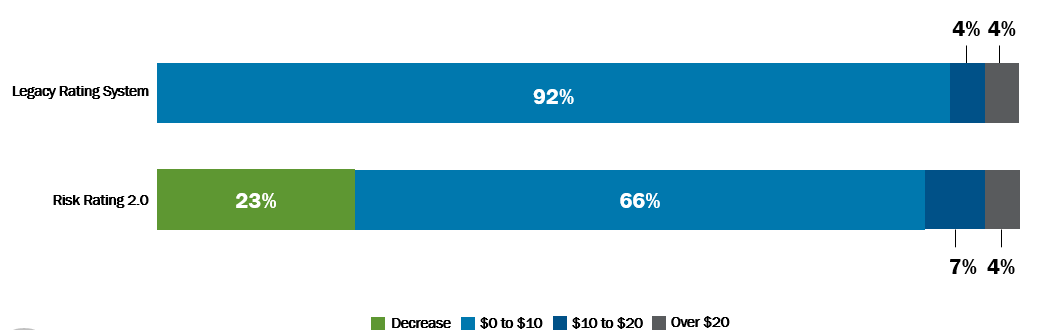 4% 4%
Legacy Rating System
92%
Risk Rating 2.0
23%
66%
7% 4%
Decrease $0 to $10 $10 to $20 Over $20